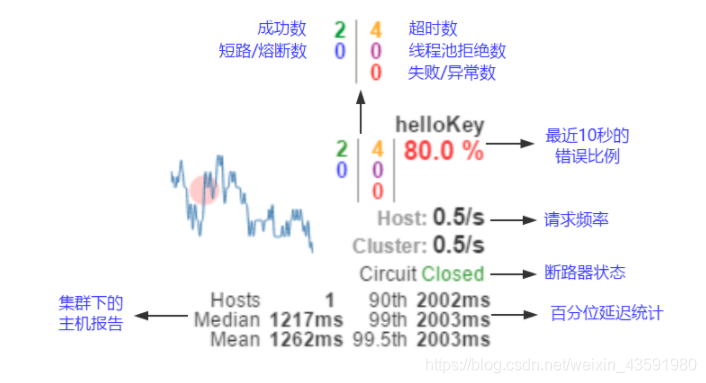 成功数 2 4 超时数
短路/熔断数 0 0 线程池拒绝数
0 失败/异常数
helloKey
2 4 80.0 %
0 0
0
最近10秒的
错误比例
Host: 0.5/s 请求频率
Cluster: 0.5/s
Circuit Closed 断路器状态
集群下的
主机报告
Hosts 1 90th 2002ms
Median 1217ms 99th 2003ms
Mean 1262ms 99.5th 2003ms
百分位延迟统计
https://blog.csdn.net/weixin_43591980